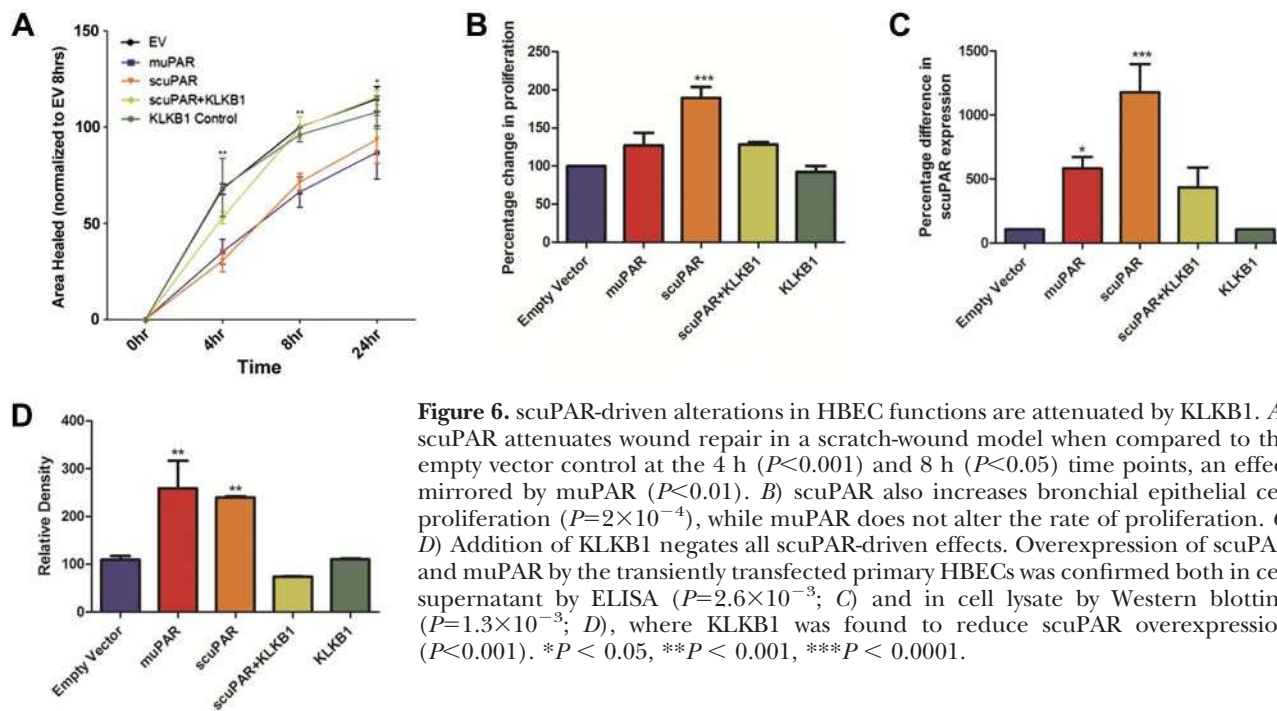 A
150
100
50
0
Area Healed (normalized to EV 8hrs)
EV
muPAR
scuPAR
scuPAR+KLKB1
KLKB1 Control
**
**
*
0hr
4hr
8hr
24hr
Time
B
250
200
150
100
50
0
Percentage change in proliferation
***
Empty Vector
muPAR
scuPAR
scuPAR+KLKB1
KLKB1
C
1500
1000
500
0
Percentage difference in
scuPAR expression
*
***
Empty Vector
muPAR
scuPAR
scuPAR+KLKB1
KLKB1
D
400
300
200
100
0
Relative Density
**
**
Empty Vector
muPAR
scuPAR
scuPAR+KLKB1
KLKB1
Figure 6. scuPAR-driven alterations in HBEC functions are attenuated by KLKB1. A
scuPAR attenuates wound repair in a scratch-wound model when compared to th
empty vector control at the 4 h (P<0.001) and 8 h (P<0.05) time points, an effec
mirrored by muPAR (P<0.01). B) scuPAR also increases bronchial epithelial ce
proliferation (P=2×10⁻⁴), while muPAR does not alter the rate of proliferation.
D) Addition of KLKB1 negates all scuPAR-driven effects. Overexpression of scuPA
and muPAR by the transiently transfected primary HBECs was confirmed both in ce
supernatant by ELISA (P=2.6×10⁻³; C) and in cell lysate by Western blottin
(P=1.3×10⁻³; D), where KLKB1 was found to reduce scuPAR overexpressio
(P<0.001). *P < 0.05, **P < 0.001, ***P < 0.0001.